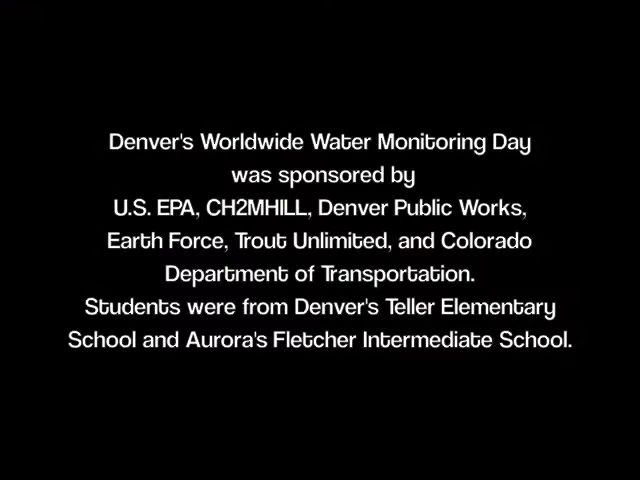 Denver's Worldwide Water Monitoring Day
was sponsored by
U.S. EPA, CH2MHILL, Denver Public Works,
Earth Force, Trout Unlimited, and Colorado
Department of Transportation.
Students were from Denver's Teller Elementary
School and Aurora's Fletcher Intermediate School.